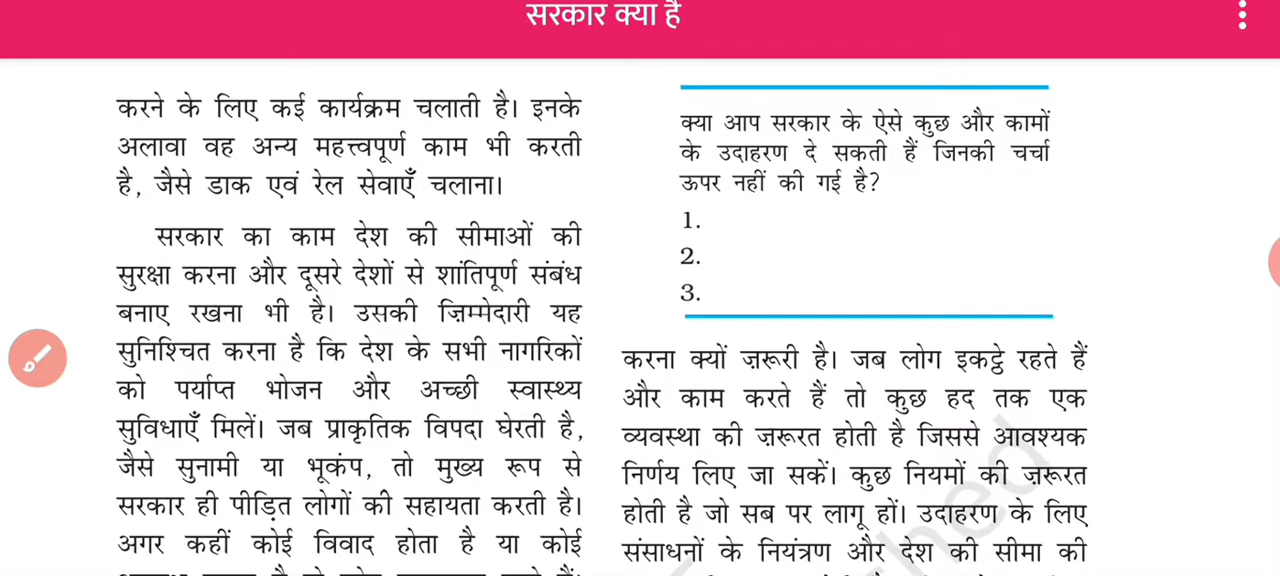 सरकार क्या है
करने के लिए कई कार्यक्रम चलाती है। इनके
अलावा वह अन्य महत्त्वपूर्ण काम भी करती
है, जैसे डाक एवं रेल सेवाएँ चलाना।
सरकार का काम देश की सीमाओं की
सुरक्षा करना और दूसरे देशों से शांतिपूर्ण संबंध
बनाए रखना भी है। उसकी ज़िम्मेदारी यह
सुनिश्चित करना है कि देश के सभी नागरिकों
को पर्याप्त भोजन और अच्छी स्वास्थ्य
सुविधाएँ मिलें। जब प्राकृतिक विपदा घेरती है,
जैसे सुनामी या भूकंप, तो मुख्य रूप से
सरकार ही पीड़ित लोगों की सहायता करती है।
अगर कहीं कोई विवाद होता है या कोई
क्या आप सरकार के ऐसे कुछ और कामों
के उदाहरण दे सकती हैं जिनकी चर्चा
ऊपर नहीं की गई है?
1.
2.
3.
करना क्यों ज़रूरी है। जब लोग इकट्ठे रहते हैं
और काम करते हैं तो कुछ हद तक एक
व्यवस्था की ज़रूरत होती है जिससे आवश्यक
निर्णय लिए जा सकें। कुछ नियमों की ज़रूरत
होती है जो सब पर लागू हों। उदाहरण के लिए
संसाधनों के नियंत्रण और देश की सीमा की